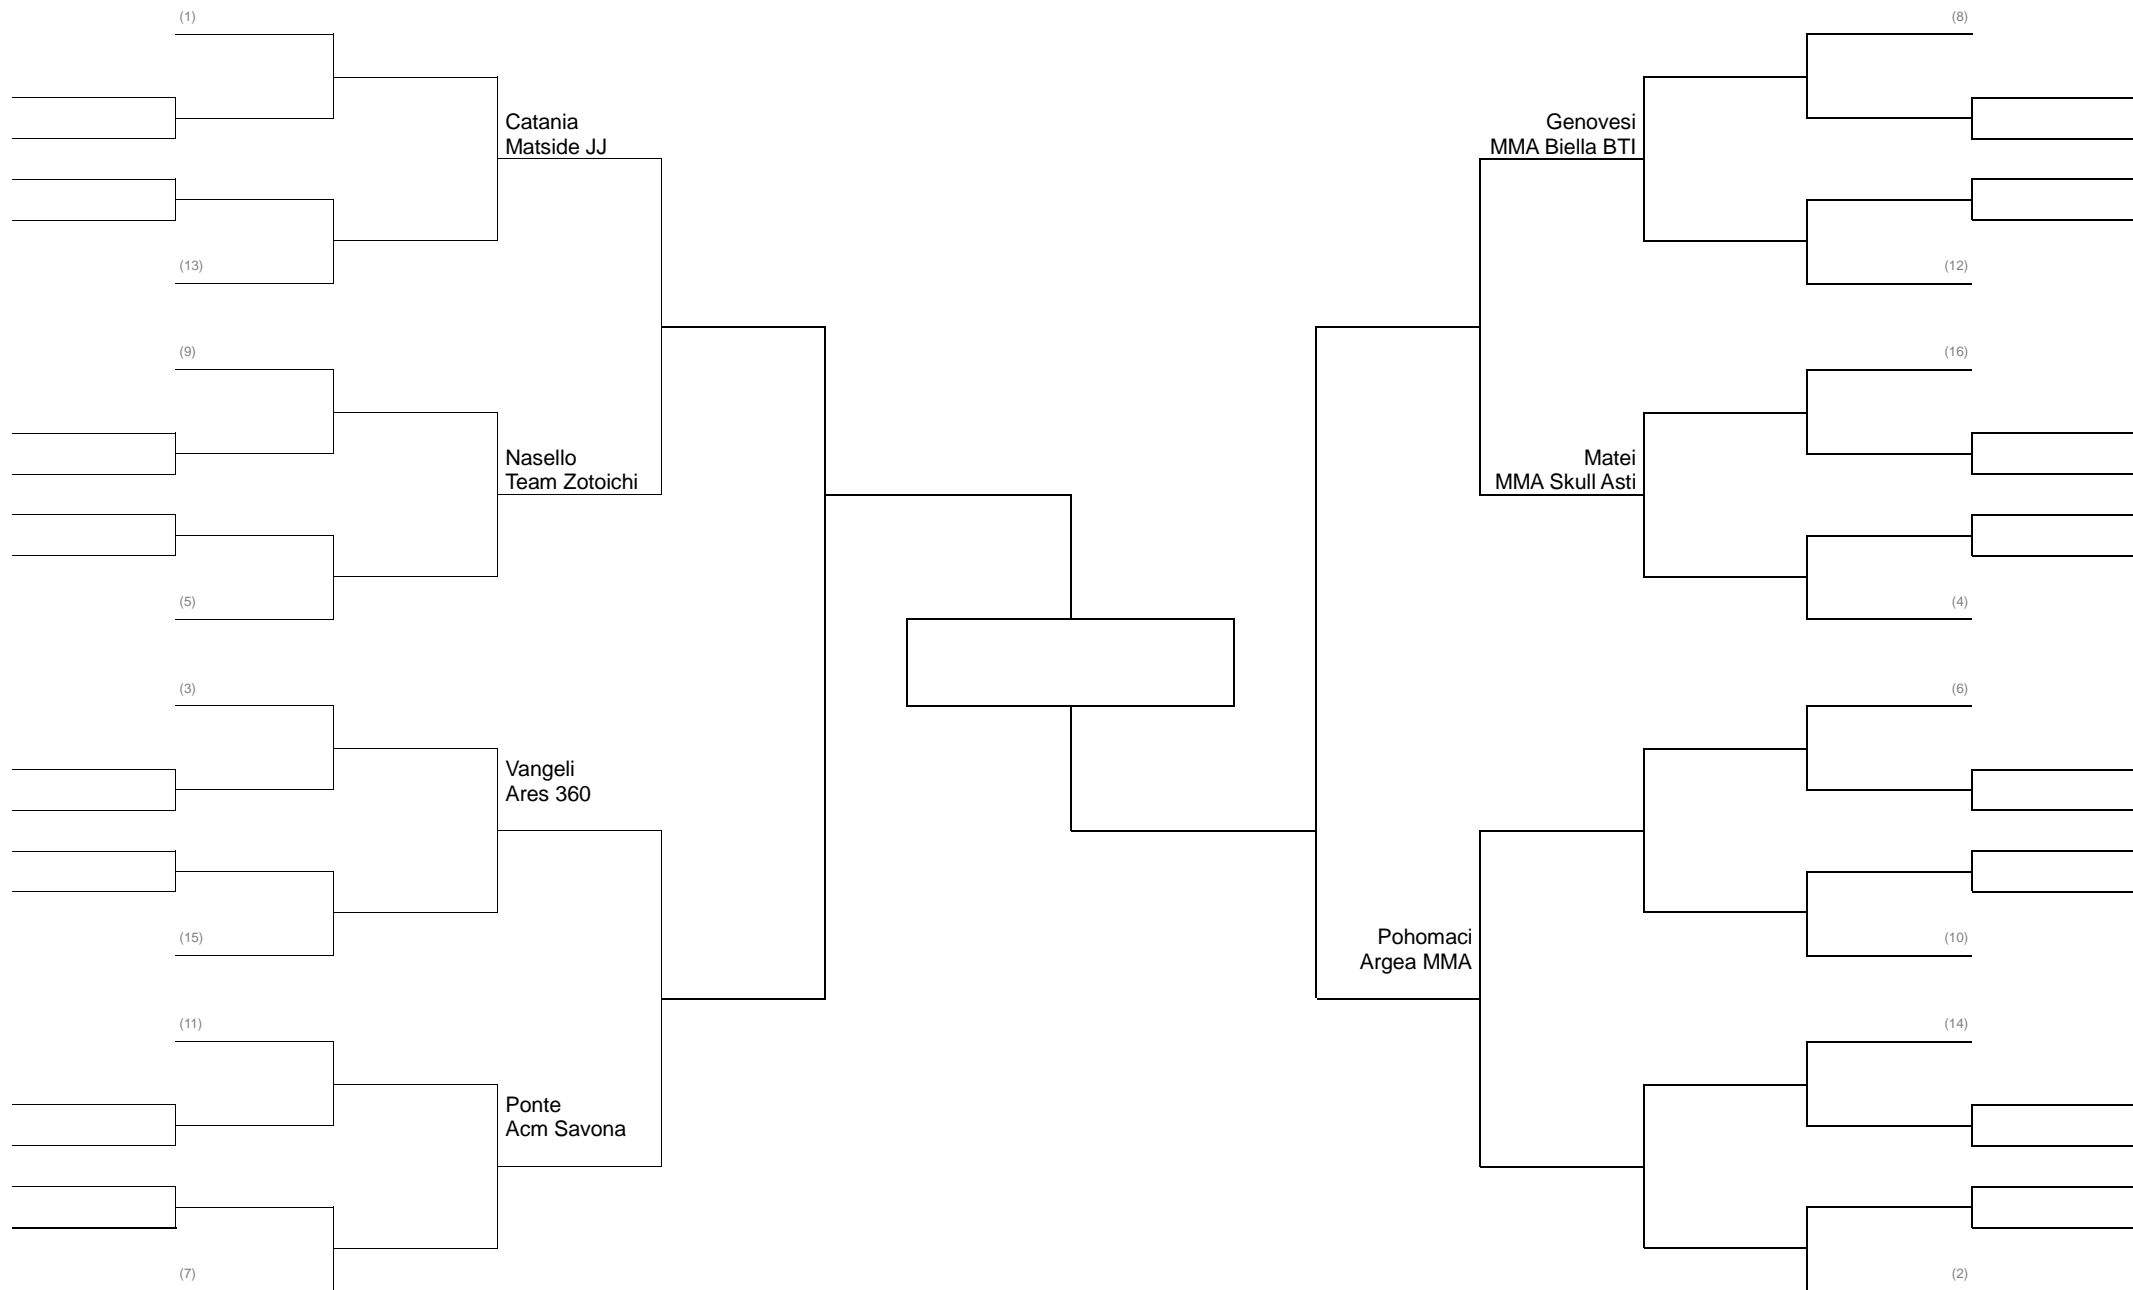 (1)
(8)
Catania
Matside JJ
Genovesi
MMA Biella BTI
(13)
(12)
(9)
(16)
Nasello
Team Zotoichi
Matei
MMA Skull Asti
(5)
(4)
(3)
(6)
Vangeli
Ares 360
(15)
(10)
Pohomaci
Argea MMA
(11)
(14)
Ponte
Acm Savona
(7)
(2)